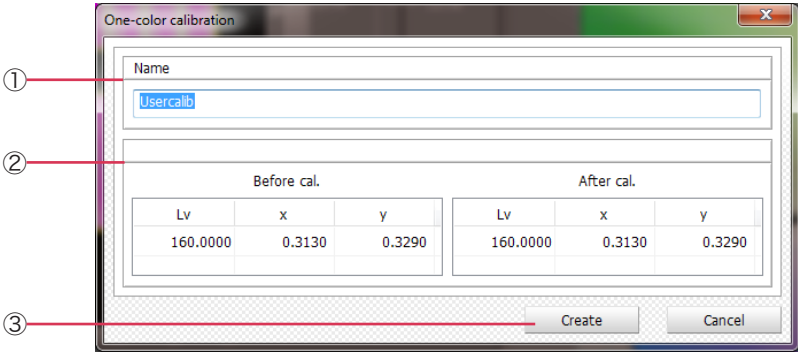 One-color calibration
x
① Name
Usercalib
②
Before cal. After cal.
Lv x y Lv x y
160.0000 0.3130 0.3290 160.0000 0.3130 0.3290
③ Create Cancel